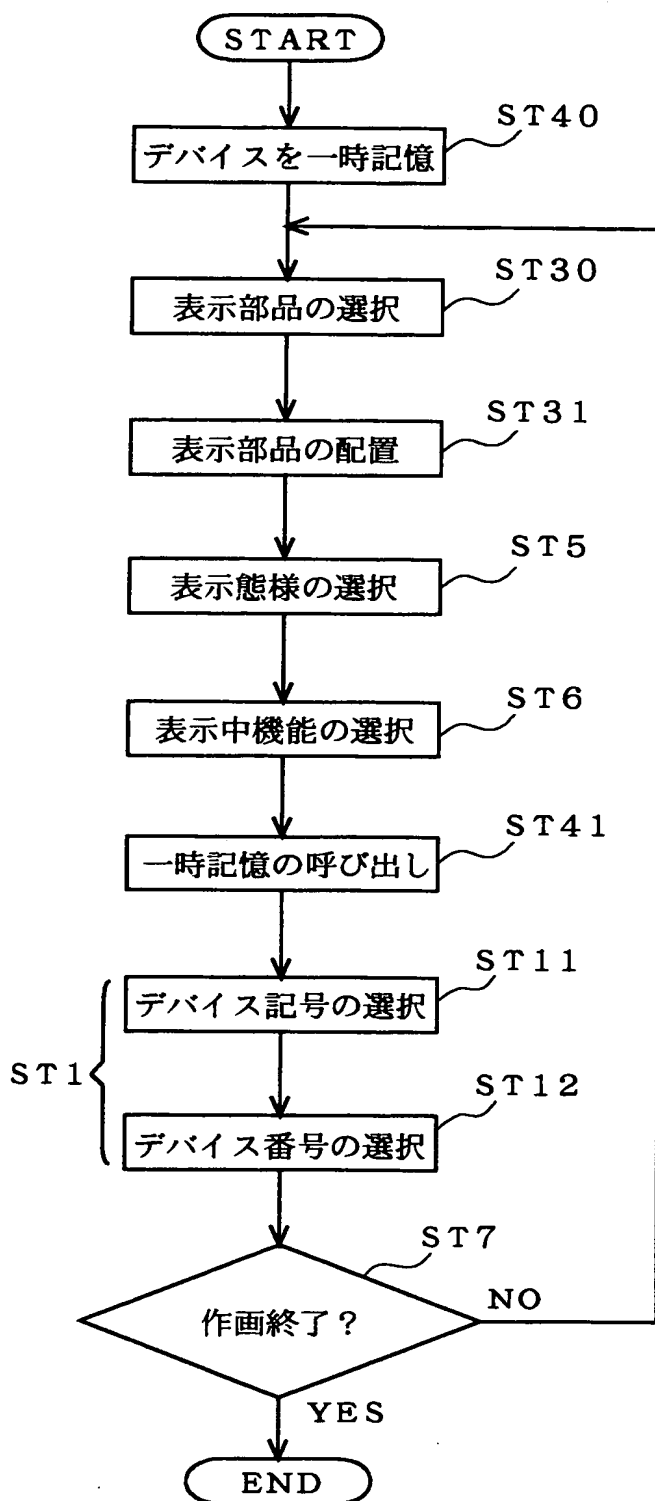 START
ST40
デバイスを一時記憶
ST30
表示部品の選択
ST31
表示部品の配置
ST5
表示態様の選択
ST6
表示中機能の選択
ST41
一時記憶の呼び出し
ST11
デバイス記号の選択
ST1
ST12
デバイス番号の選択
ST7
作画終了?
NO
YES
END